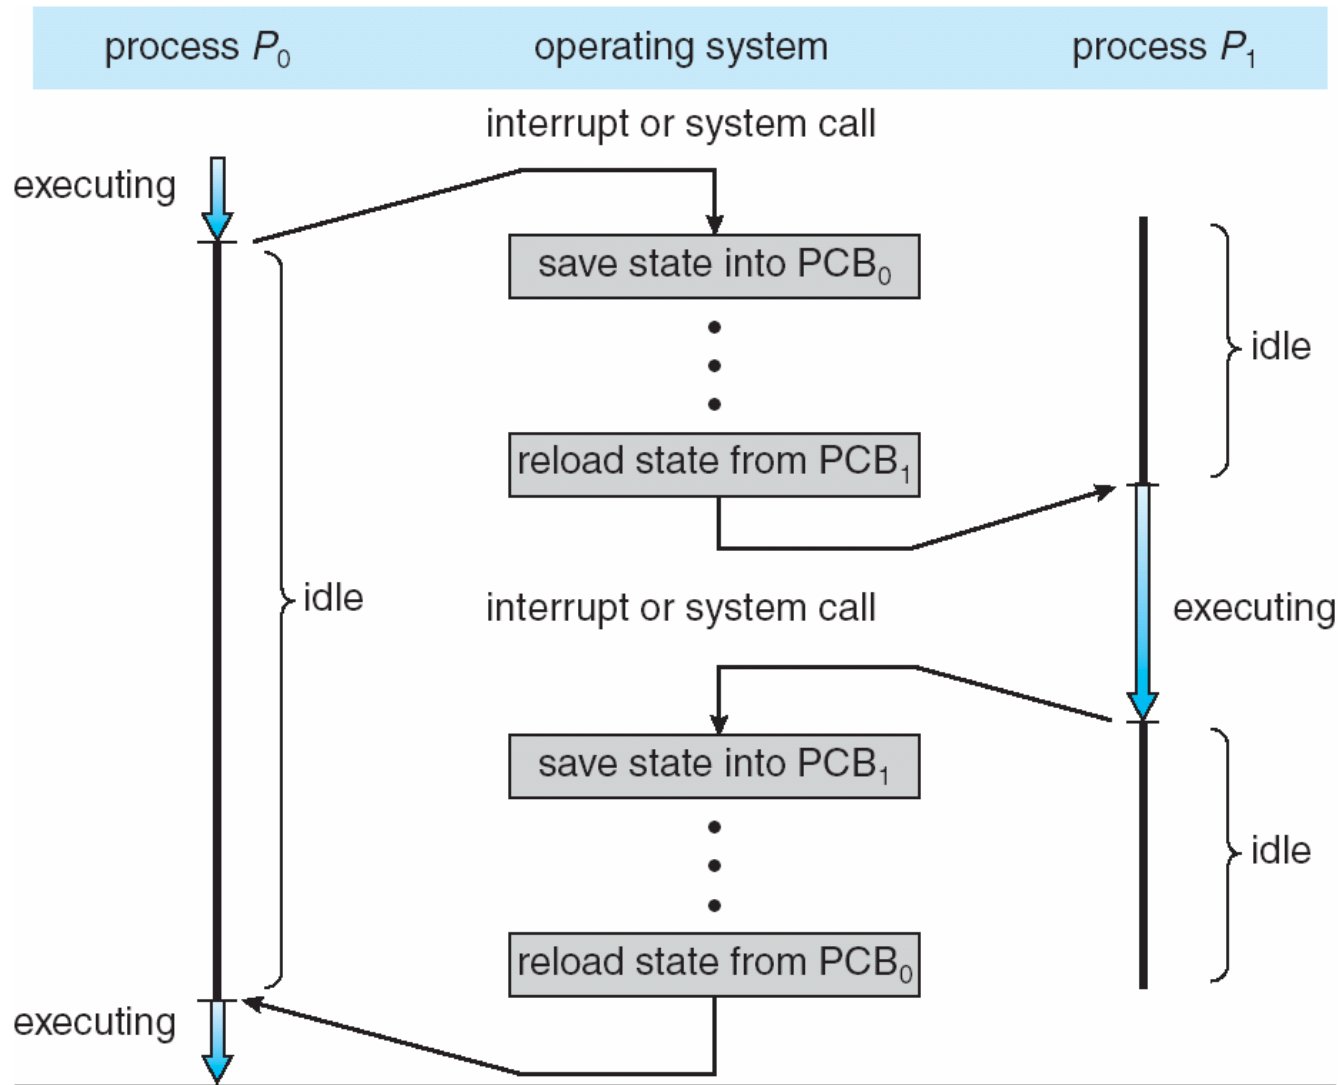 process P₀ operating system process P₁
interrupt or system call
executing
save state into PCB₀
idle
reload state from PCB₁
idle
interrupt or system call
executing
save state into PCB₁
idle
reload state from PCB₀
executing